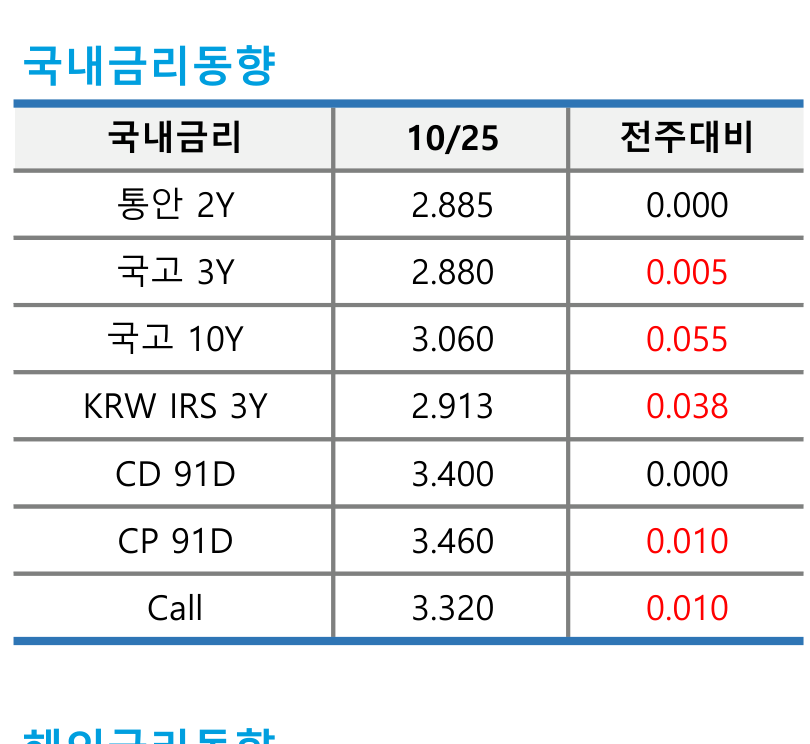 국내금리동향
국내금리 10/25 전주대비
통안 2Y 2.885 0.000
국고 3Y 2.880 0.005
국고 10Y 3.060 0.055
KRW IRS 3Y 2.913 0.038
CD 91D 3.400 0.000
CP 91D 3.460 0.010
Call 3.320 0.010